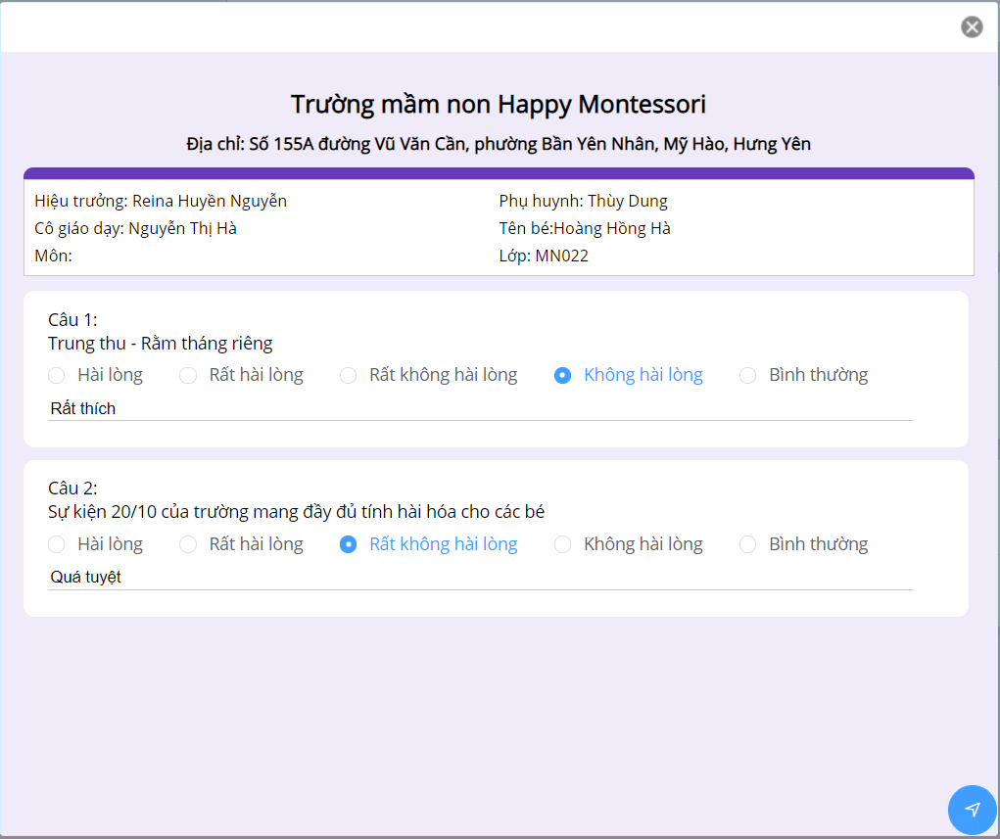 Trường mầm non Happy Montessori
Địa chỉ: Số 155A đường Vũ Văn Cần, phường Bần Yên Nhân, Mỹ Hào, Hưng Yên
Hiệu trưởng: Reina Huyền Nguyễn
Phụ huynh: Thùy Dung
Cô giáo dạy: Nguyễn Thị Hà
Tên bé:Hoàng Hồng Hà
Môn:
Lớp: MN022
Câu 1:
Trung thu - Rằm tháng riêng
Hài lòng Rất hài lòng Rất không hài lòng Không hài lòng Bình thường
Rất thích
Câu 2:
Sự kiện 20/10 của trường mang đầy đủ tính hài hóa cho các bé
Hài lòng Rất hài lòng Rất không hài lòng Không hài lòng Bình thường
Quá tuyệt